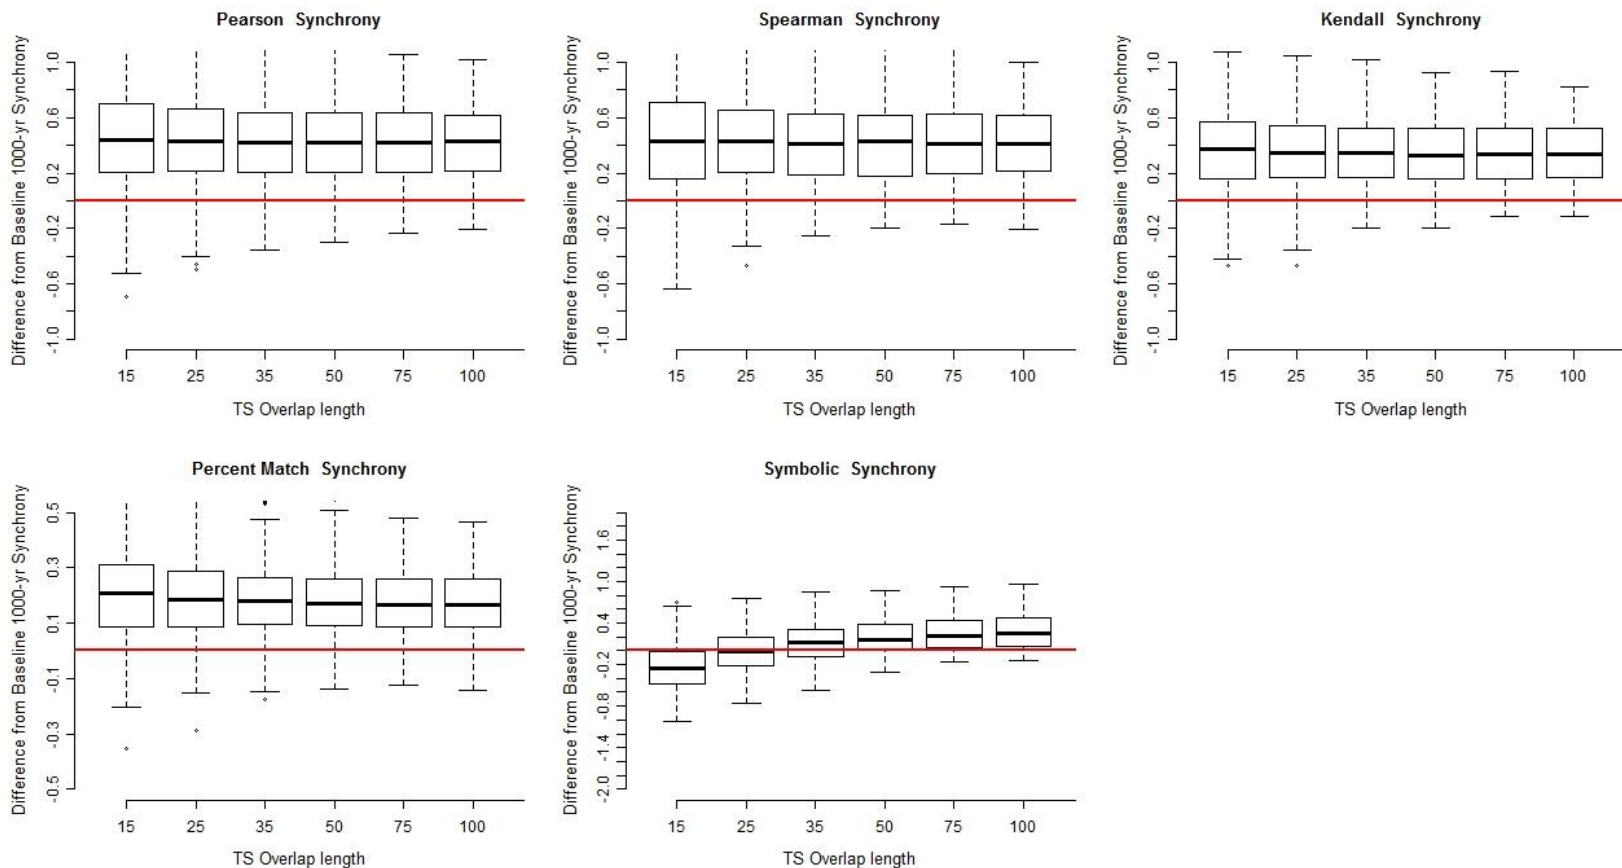 Pearson Synchrony
Difference from Baseline 1000-yr Synchrony
1.0
0.6
0.2
-0.2
-0.6
-1.0
15 25 35 50 75 100
TS Overlap length
Spearman Synchrony
Difference from Baseline 1000-yr Synchrony
1.0
0.6
0.2
-0.2
-0.6
-1.0
15 25 35 50 75 100
TS Overlap length
Kendall Synchrony
Difference from Baseline 1000-yr Synchrony
1.0
0.6
0.2
-0.2
-0.6
-1.0
15 25 35 50 75 100
TS Overlap length
Percent Match Synchrony
Difference from Baseline 1000-yr Synchrony
0.5
0.3
0.1
-0.1
-0.3
-0.5
15 25 35 50 75 100
TS Overlap length
Symbolic Synchrony
Difference from Baseline 1000-yr Synchrony
1.6
1.0
0.4
-0.2
-0.8
-1.4
-2.0
15 25 35 50 75 100
TS Overlap length